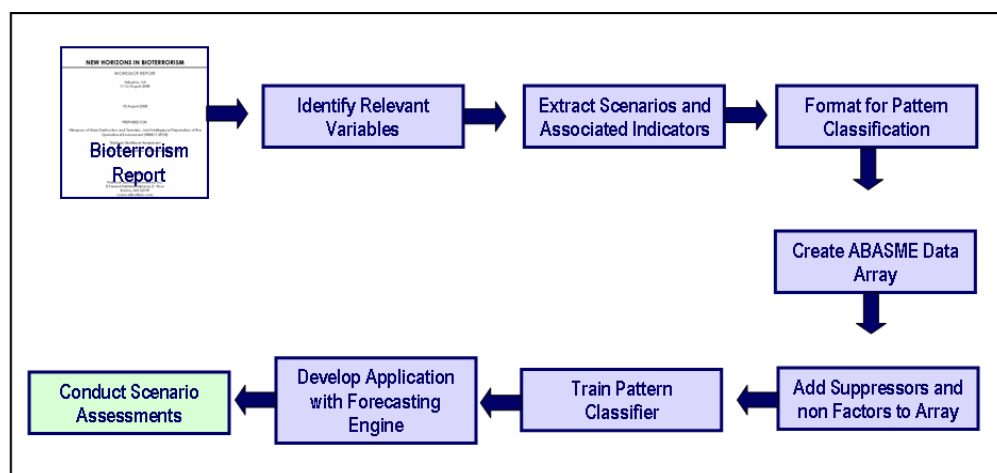 NEW HORIZONS IN BIOTERRORISM
WORKSHOP REPORT
PREPARED FOR
Bioterrorism
Report
Identify Relevant
Variables
Extract Scenarios and
Associated Indicators
Format for Pattern
Classification
Create ABASME Data
Array
Add Suppressors and
non Factors to Array
Train Pattern
Classifier
Develop Application
with Forecasting
Engine
Conduct Scenario
Assessments